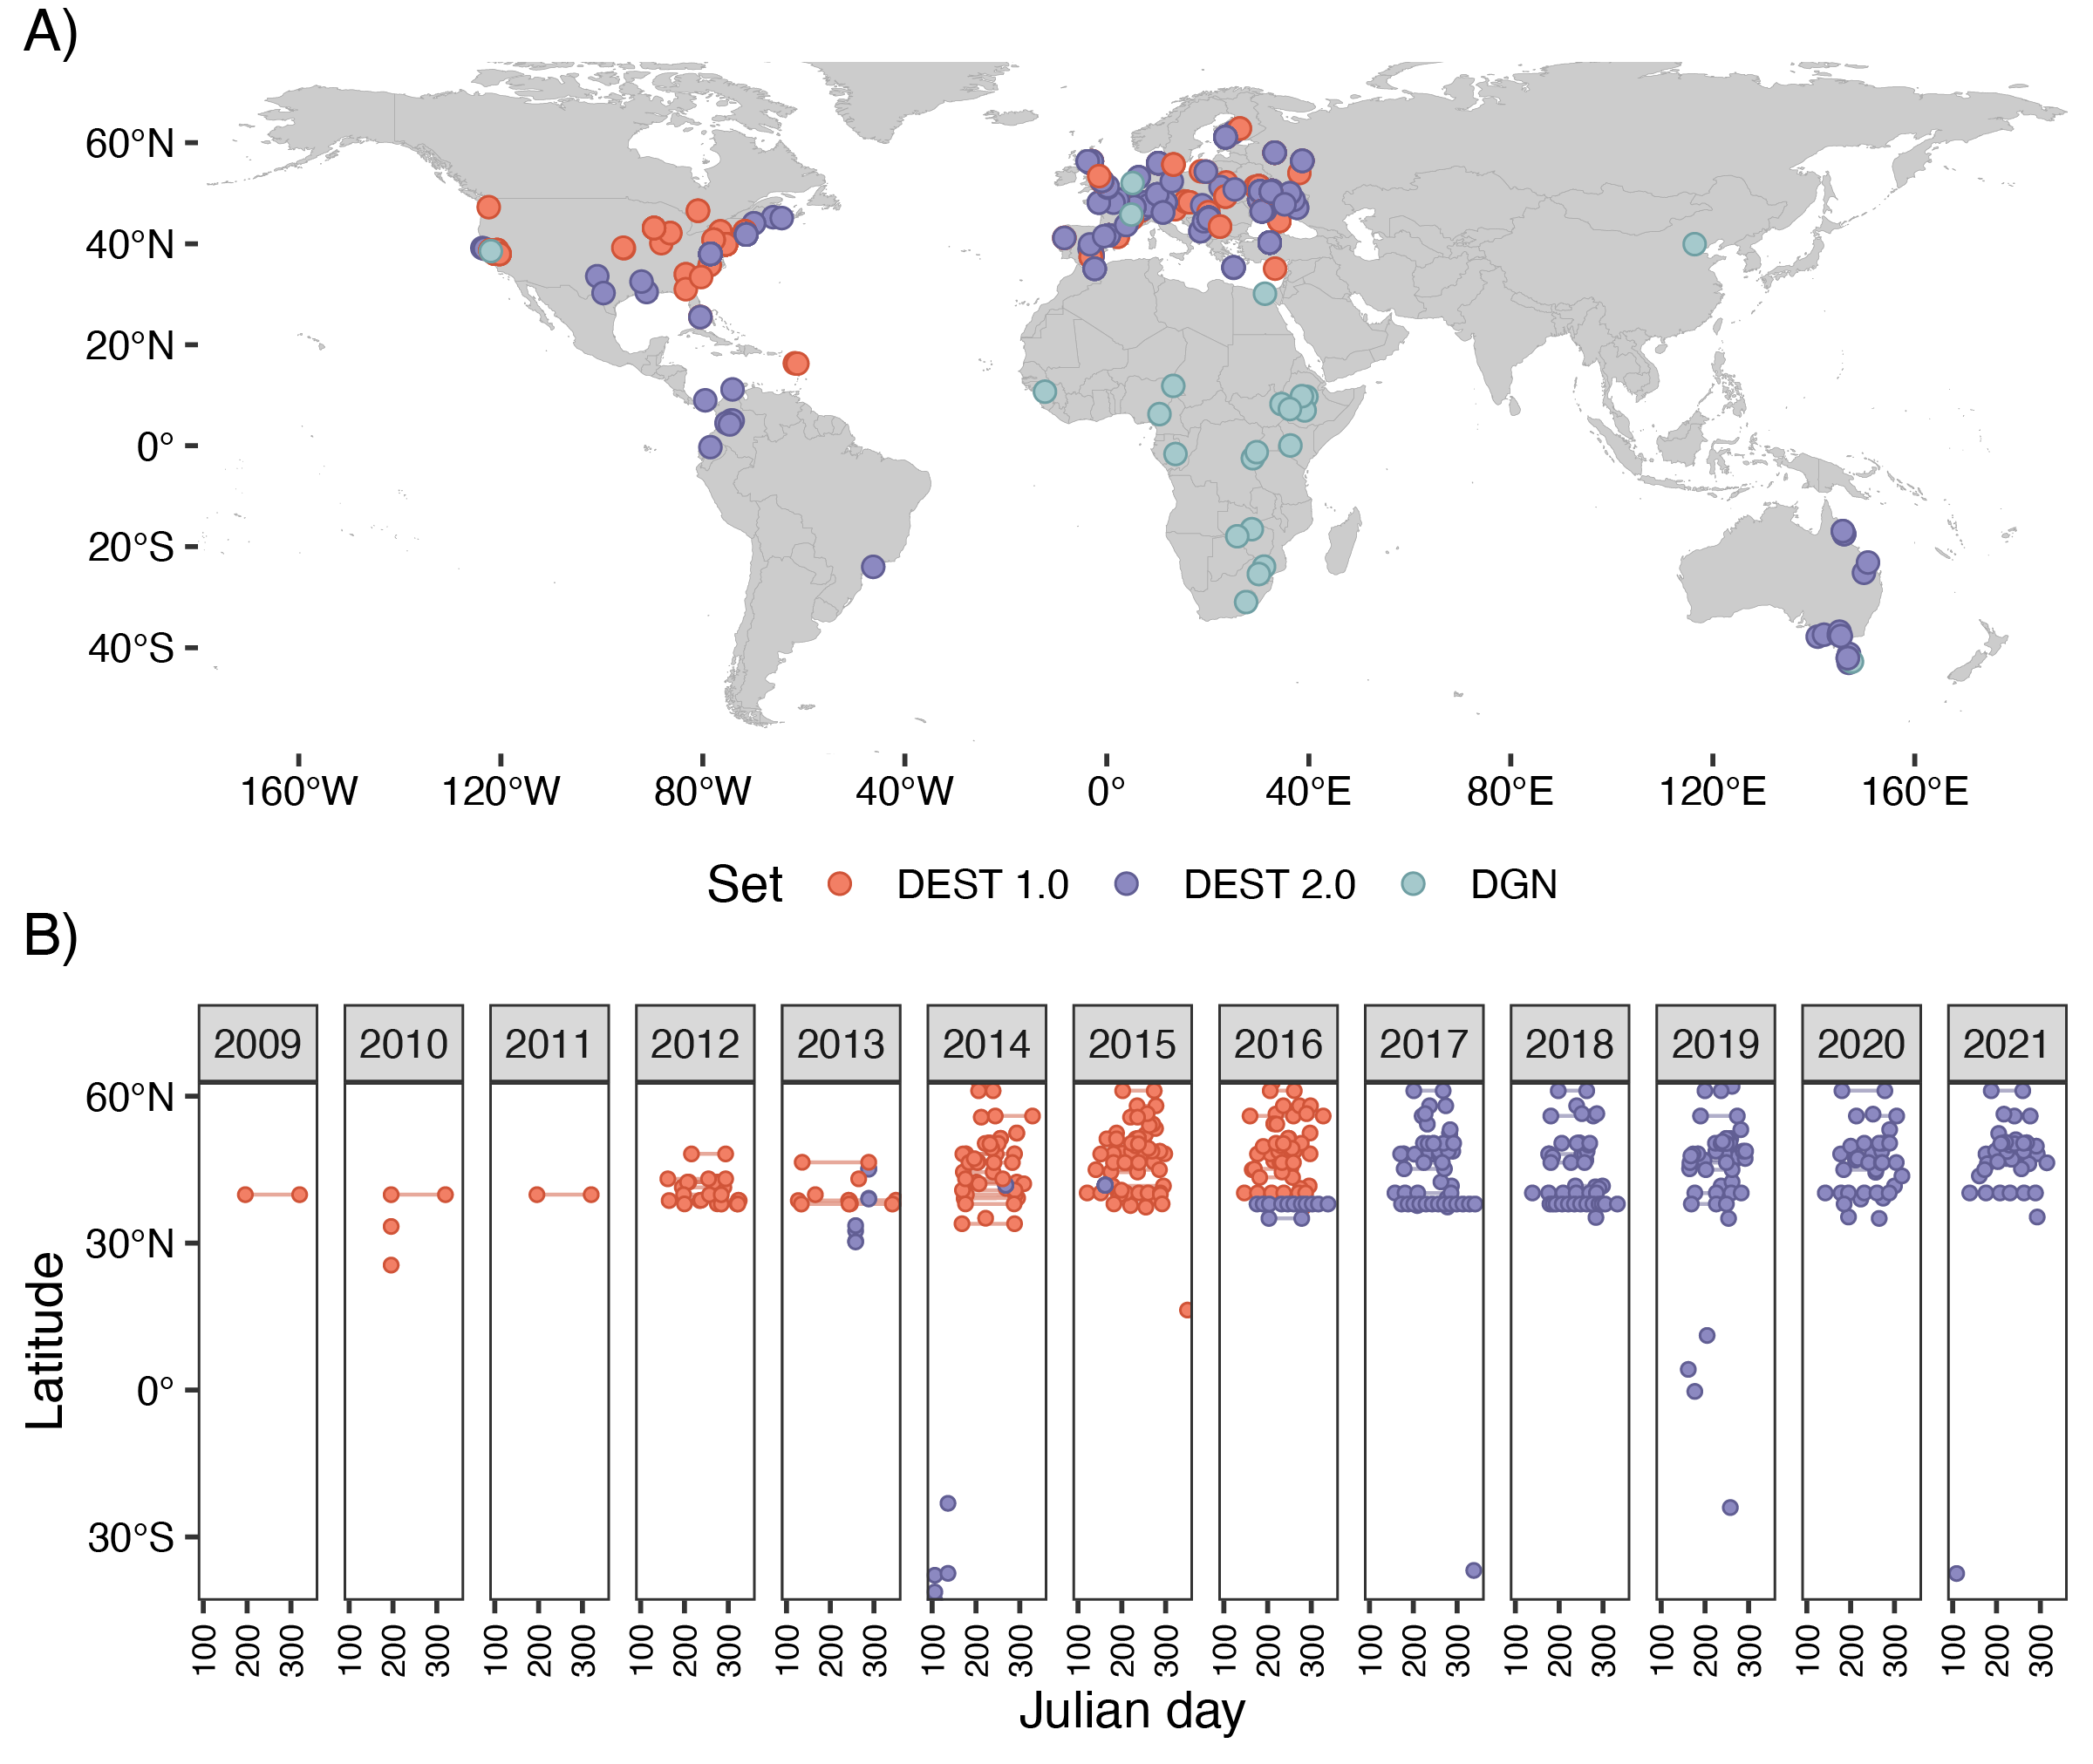 A)
60°N
40°N
20°N
0°
20°S
40°S
160°W 120°W 80°W 40°W 0° 40°E 80°E 120°E 160°E
Set DEST 1.0 DEST 2.0 DGN
B)
2009 2010 2011 2012 2013 2014 2015 2016 2017 2018 2019 2020 2021
Latitude
60°N
30°N
0°
30°S
100 200 300 100 200 300 100 200 300 100 200 300 100 200 300 100 200 300 100 200 300 100 200 300 100 200 300 100 200 300 100 200 300 100 200 300 100 200 300
Julian day